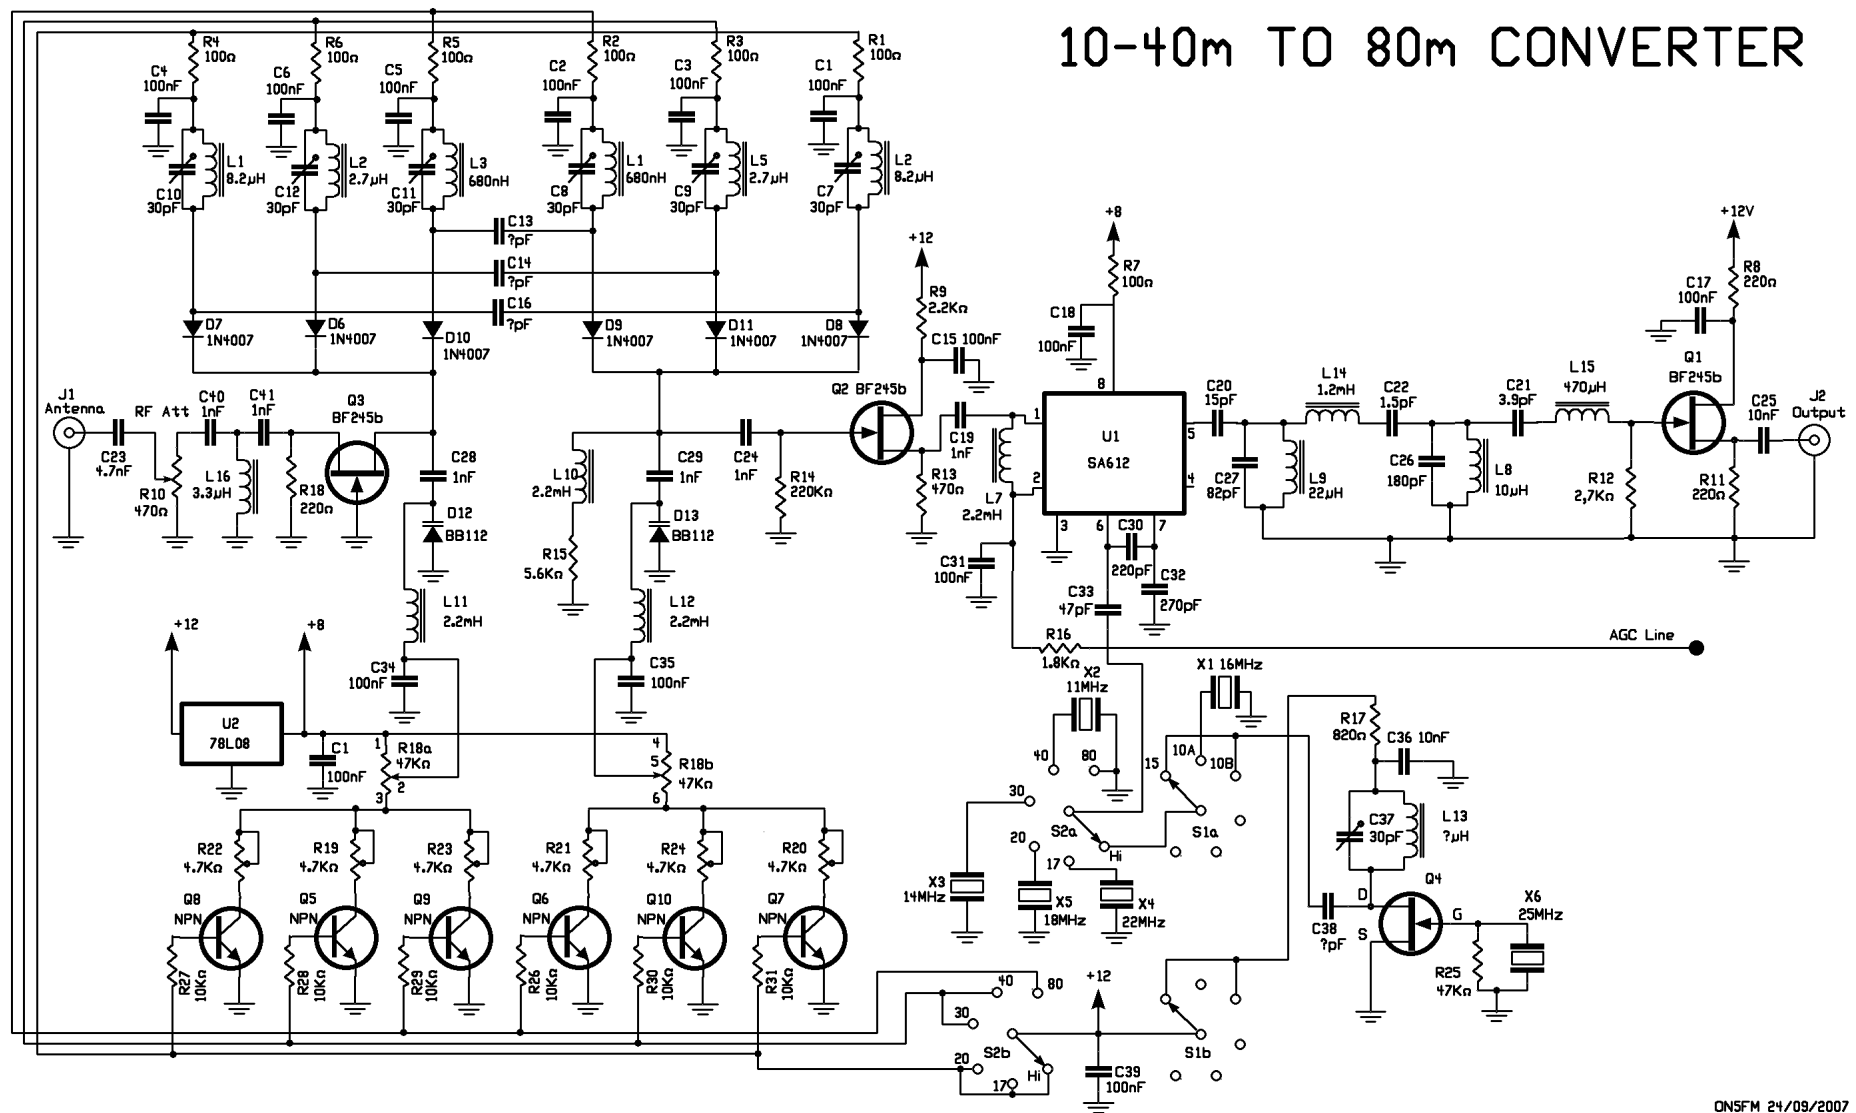 10-40m TO 80m CONVERTER
R4
100Ω
C4
100nF
R6
100Ω
C6
100nF
R5
100Ω
C5
100nF
R2
100Ω
C2
100nF
R3
100Ω
C3
100nF
R1
100Ω
C1
100nF
L1
8.2µH
C10
30pF
L2
2.7µH
C12
30pF
L3
680nH
C11
30pF
L1
680nH
C8
30pF
L5
2.7µH
C9
30pF
L2
8.2µH
C7
30pF
C13
?pF
C14
?pF
C16
?pF
D7
1N4007
D6
1N4007
D10
1N4007
D9
1N4007
D11
1N4007
D8
1N4007
+12
R9
2.2KΩ
C15 100nF
+8
R7
100Ω
C18
100nF
+12V
R8
220Ω
C17
100nF
J1
Antenna
C23
4.7nF
RF Att
R10
470Ω
C40
1nF
C41
1nF
L16
3.3µH
R18
220Ω
Q3
BF245b
C28
1nF
D12
BB112
L10
2.2mH
R15
5.6KΩ
C29
1nF
D13
BB112
C24
1nF
R14
220KΩ
Q2 BF245b
R13
470Ω
C19
1nF
L7
2.2mH
C31
100nF
1
2
8
U1
SA612
5
4
3
6
7
C30
220pF
C32
270pF
C33
47pF
C20
15pF
C27
82pF
L9
22µH
L14
1.2mH
C22
1.5pF
C26
180pF
L8
10µH
C21
3.9pF
L15
470µH
R12
2,7KΩ
Q1
BF245b
R11
220Ω
C25
10nF
J2
Output
L11
2.2mH
C34
100nF
L12
2.2mH
C35
100nF
R16
1.8KΩ
AGC Line
+12
+8
U2
78L08
C1
100nF
1
R18a
47KΩ
2
3
4
5
R18b
47KΩ
6
X2
11MHz
X1 16MHz
40
80
30
20
17
S2a
Hi
15
10A
10B
S1a
X3
14MHz
X5
18MHz
X4
22MHz
R17
820Ω
C36 10nF
C37
30pF
L13
?µH
Q4
D
G
S
C38
?pF
R25
47KΩ
X6
25MHz
R22
4.7KΩ
R19
4.7KΩ
R23
4.7KΩ
R21
4.7KΩ
R24
4.7KΩ
R20
4.7KΩ
Q8
NPN
Q5
NPN
Q9
NPN
Q6
NPN
Q10
NPN
Q7
NPN
R27
10KΩ
R28
10KΩ
R29
10KΩ
R26
10KΩ
R30
10KΩ
R31
10KΩ
40
80
30
20
17
S2b
Hi
+12
C39
100nF
S1b
ON5FM 24/09/2007